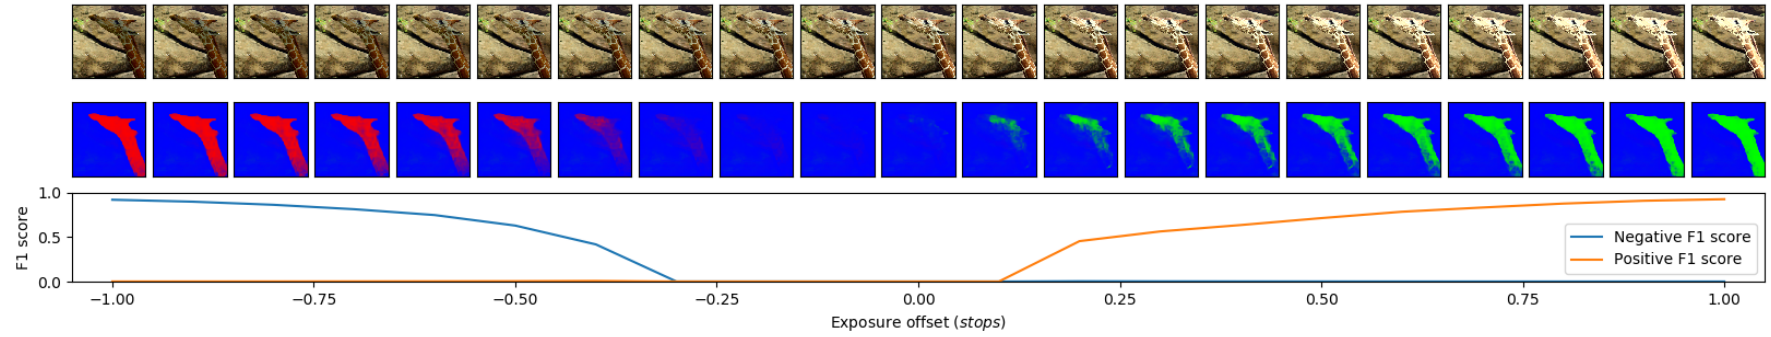 1.0
0.5
0.0
F1 score
Negative F1 score
Positive F1 score
−1.00 −0.75 −0.50 −0.25 0.00 0.25 0.50 0.75 1.00
Exposure offset (stops)